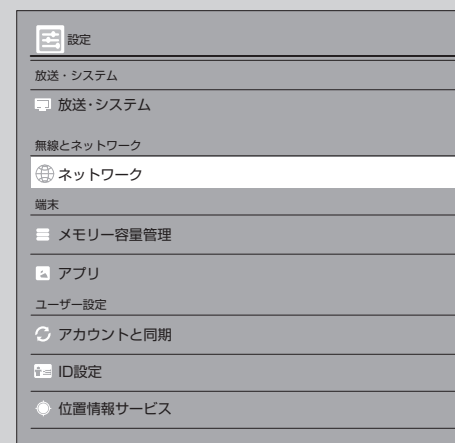 設定
放送・システム
放送・システム
無線とネットワーク
ネットワーク
端末
メモリー容量管理
アプリ
ユーザー設定
アカウントと同期
ID設定
位置情報サービス